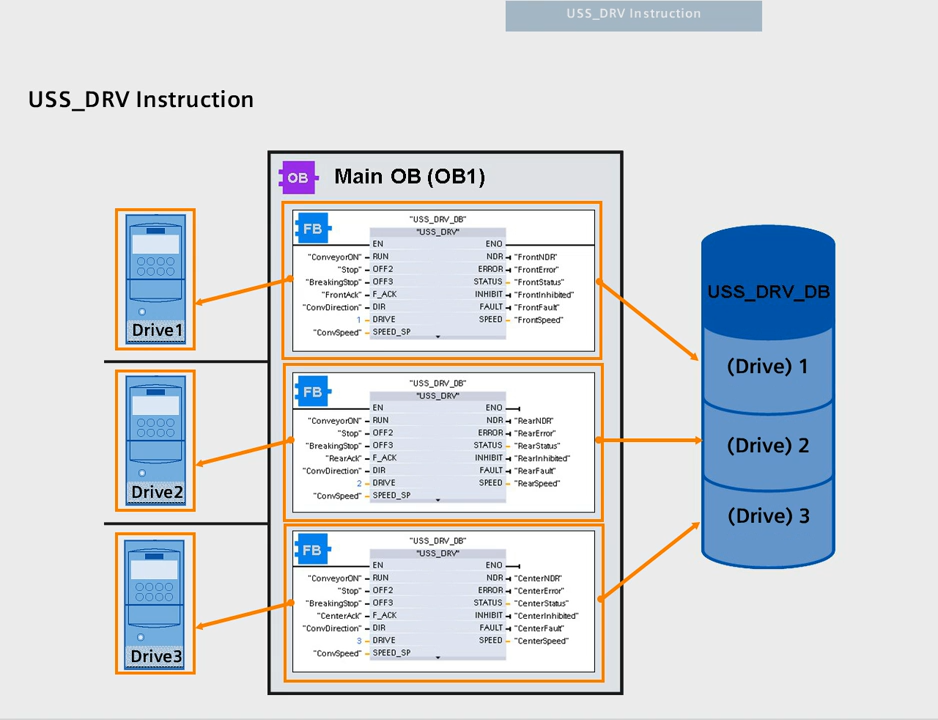 USS_DRV Instruction
USS_DRV Instruction
OB Main OB (OB1)
FB
"USS_DRV_DB"
"USS_DRV"
EN ENO
"ConveyorON" RUN NDR "FrontNDR"
"Stop" OFF2 ERROR "FrontError"
"BreakingStop" OFF3 STATUS "FrontStatus"
"FrontAck" F_ACK INHIBIT "FrontInhibited"
"ConvDirection" DIR FAULT "FrontFault"
1 DRIVE SPEED "FrontSpeed"
"ConvSpeed" SPEED_SP
Drive1
FB
"USS_DRV_DB"
"USS_DRV"
EN ENO
"ConveyorON" RUN NDR "RearNDR"
"Stop" OFF2 ERROR "RearError"
"BreakingStop" OFF3 STATUS "RearStatus"
"RearAck" F_ACK INHIBIT "RearInhibited"
"ConvDirection" DIR FAULT "RearFault"
2 DRIVE SPEED "RearSpeed"
"ConvSpeed" SPEED_SP
Drive2
FB
"USS_DRV_DB"
"USS_DRV"
EN ENO
"ConveyorON" RUN NDR "CenterNDR"
"Stop" OFF2 ERROR "CenterError"
"BreakingStop" OFF3 STATUS "CenterStatus"
"CenterAck" F_ACK INHIBIT "CenterInhibited"
"ConvDirection" DIR FAULT "CenterFault"
3 DRIVE SPEED "CenterSpeed"
"ConvSpeed" SPEED_SP
Drive3
USS_DRV_DB
(Drive) 1
(Drive) 2
(Drive) 3